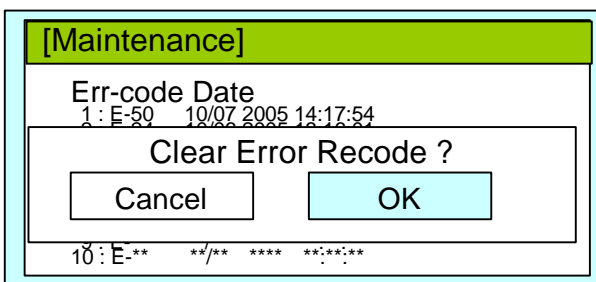 [Maintenance]
Err-code Date
1 : E-50 10/07 2005 14:17:54
Clear Error Recode ?
Cancel OK
10 : E-** **/** **** **:**:**